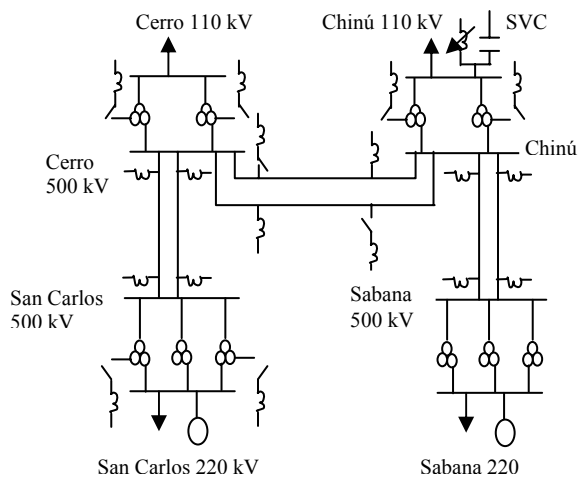 Cerro 110 kV
Chinú 110 kV
SVC
Cerro
500 kV
Chinú
San Carlos
500 kV
Sabana
500 kV
San Carlos 220 kV
Sabana 220